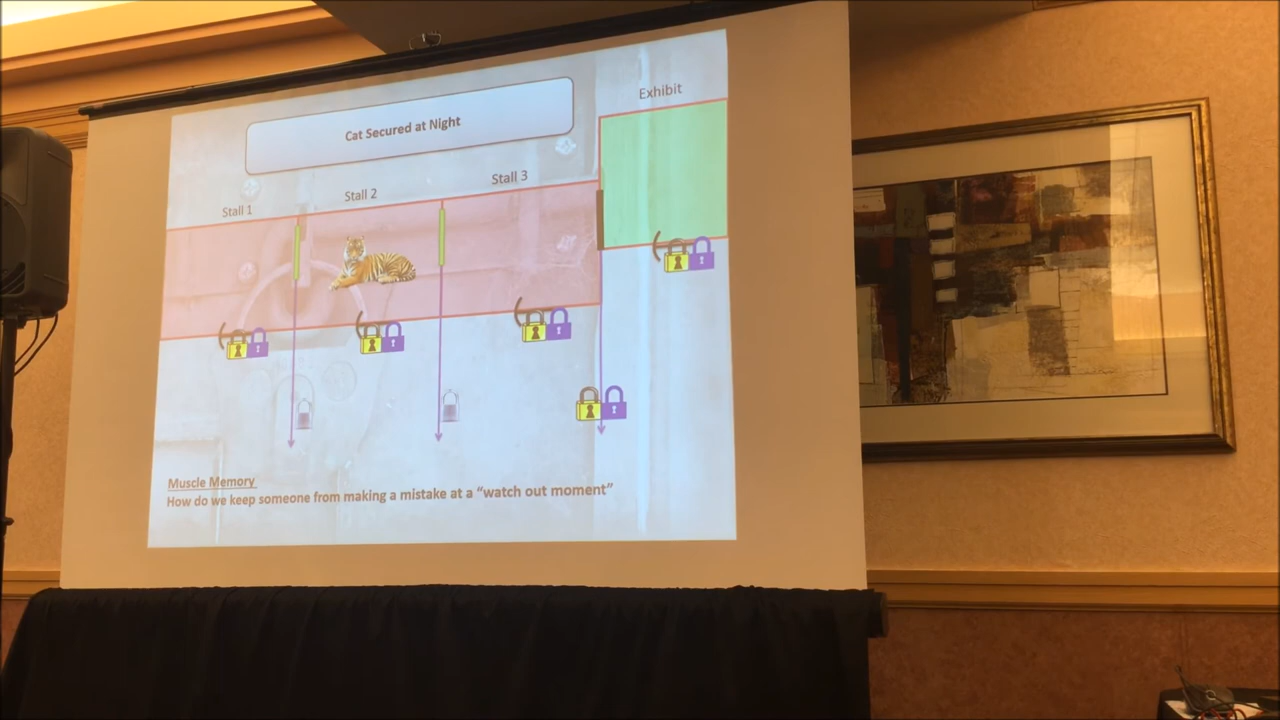 Exhibit
Cat Secured at Night
Stall 3
Stall 2
Stall 1
Muscle Memory
How do we keep someone from making a mistake at a “watch out moment”